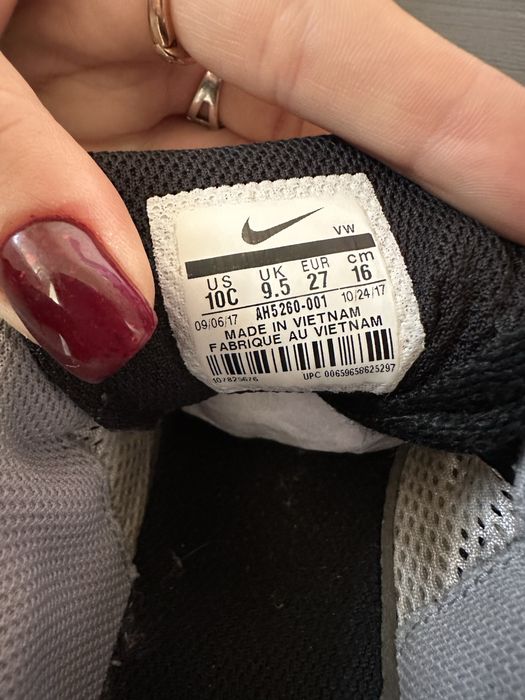 VW
US UK EUR cm
10C 9.5 27 16
09/06/17 AH5260-001 10/24/17
MADE IN VIETNAM
FABRIQUE AU VIETNAM
107825676 UPC 00659658625297